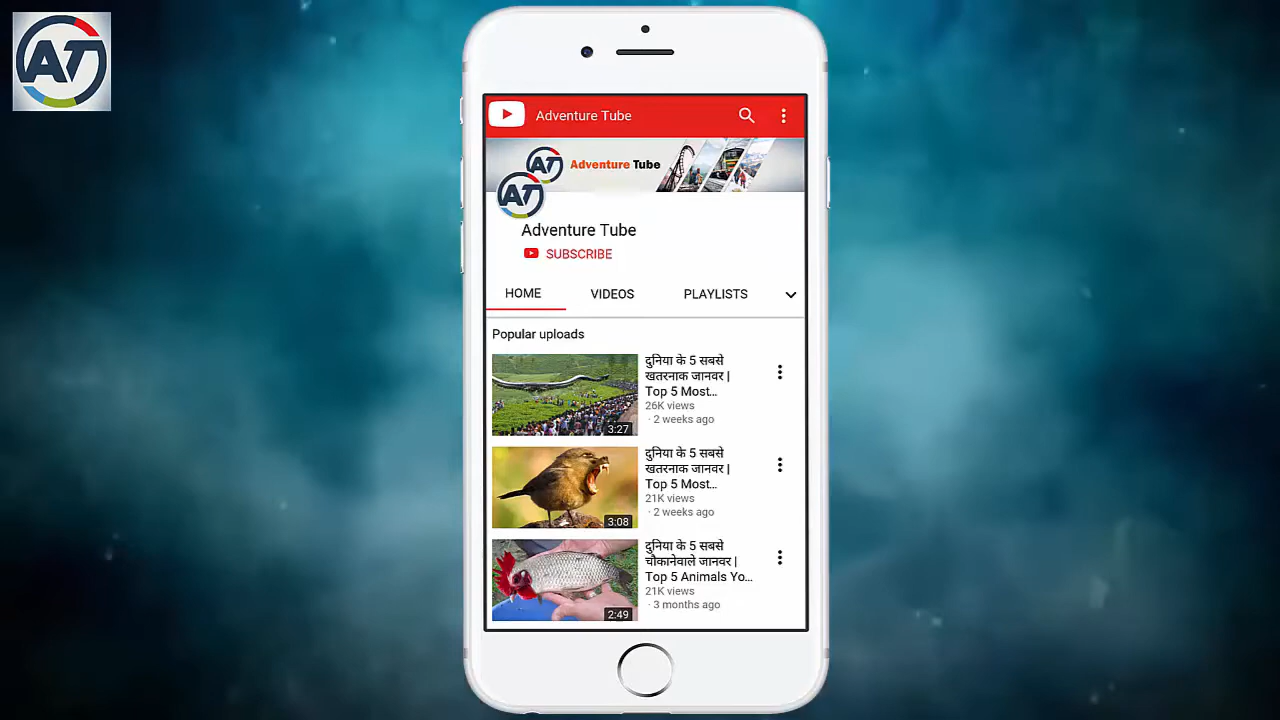 AT
Adventure Tube
AT Adventure Tube
AT
Adventure Tube
SUBSCRIBE
HOME VIDEOS PLAYLISTS
Popular uploads
दुनिया के 5 सबसे
खतरनाक जानवर |
Top 5 Most...
26K views
· 2 weeks ago
3:27
दुनिया के 5 सबसे
खतरनाक जानवर |
Top 5 Most...
21K views
· 2 weeks ago
3:08
दुनिया के 5 सबसे
चौकानेवाले जानवर |
Top 5 Animals Yo...
21K views
· 3 months ago
2:49